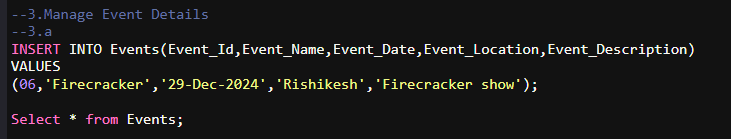 --3.Manage Event Details
--3.a
INSERT INTO Events(Event_Id,Event_Name,Event_Date,Event_Location,Event_Description)
VALUES
(06,'Firecracker','29-Dec-2024','Rishikesh','Firecracker show');
Select * from Events;